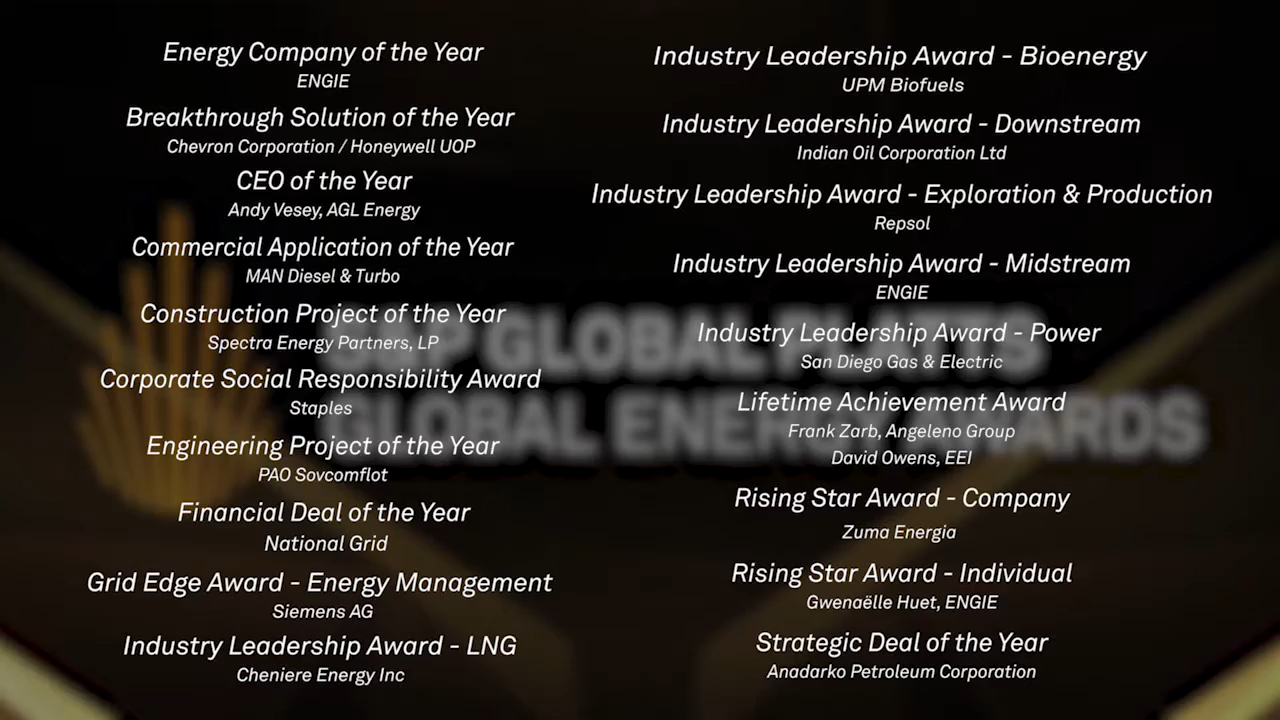 Energy Company of the Year
ENGIE
Breakthrough Solution of the Year
Chevron Corporation / Honeywell UOP
CEO of the Year
Andy Vesey, AGL Energy
Commercial Application of the Year
MAN Diesel & Turbo
Construction Project of the Year
Spectra Energy Partners, LP
Corporate Social Responsibility Award
Staples
Engineering Project of the Year
PAO Sovcomflot
Financial Deal of the Year
National Grid
Grid Edge Award - Energy Management
Siemens AG
Industry Leadership Award - LNG
Cheniere Energy Inc
Industry Leadership Award - Bioenergy
UPM Biofuels
Industry Leadership Award - Downstream
Indian Oil Corporation Ltd
Industry Leadership Award - Exploration & Production
Repsol
Industry Leadership Award - Midstream
ENGIE
Industry Leadership Award - Power
San Diego Gas & Electric
Lifetime Achievement Award
Frank Zarb, Angeleno Group
David Owens, EEI
Rising Star Award - Company
Zuma Energia
Rising Star Award - Individual
Gwenaëlle Huet, ENGIE
Strategic Deal of the Year
Anadarko Petroleum Corporation
GLOBAL
GLOBAL